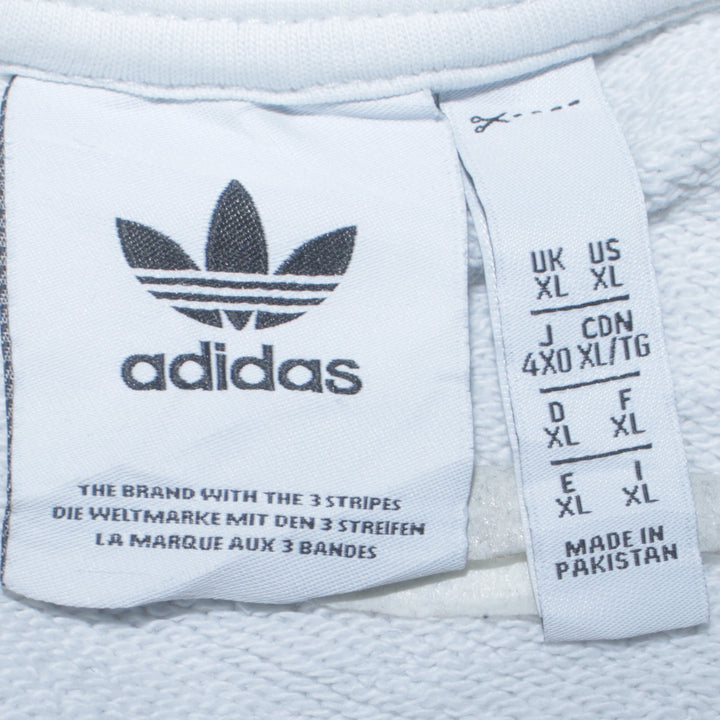 adidas
THE BRAND WITH THE 3 STRIPES
DIE WELTMARKE MIT DEN 3 STREIFEN
LA MARQUE AUX 3 BANDES
UK US
XL XL
J CDN
4XO XL/TG
D F
XL XL
E I
XL XL
MADE IN
PAKISTAN